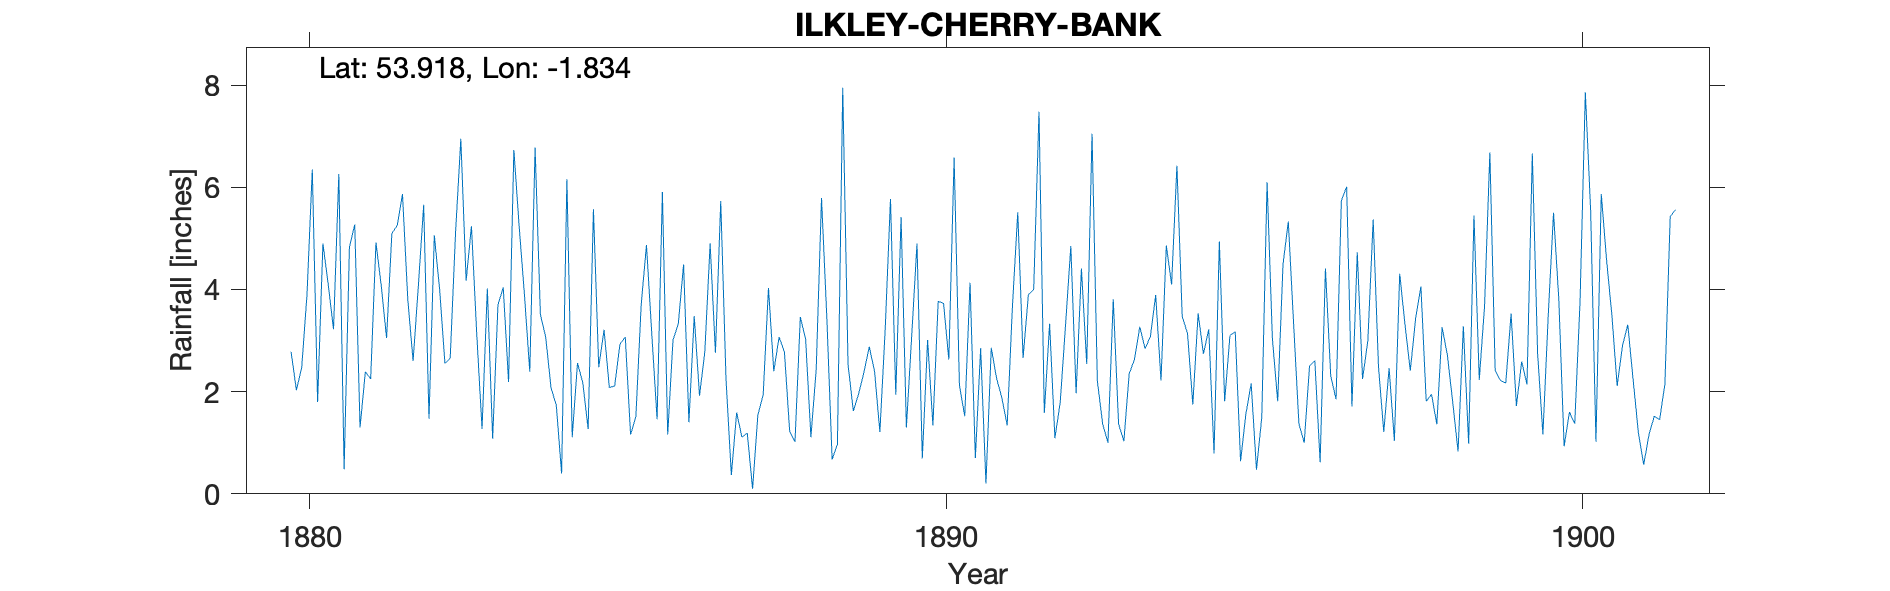 ILKLEY-CHERRY-BANK
Lat: 53.918, Lon: -1.834
Rainfall [inches]
8
6
4
2
0
1880 1890 1900
Year